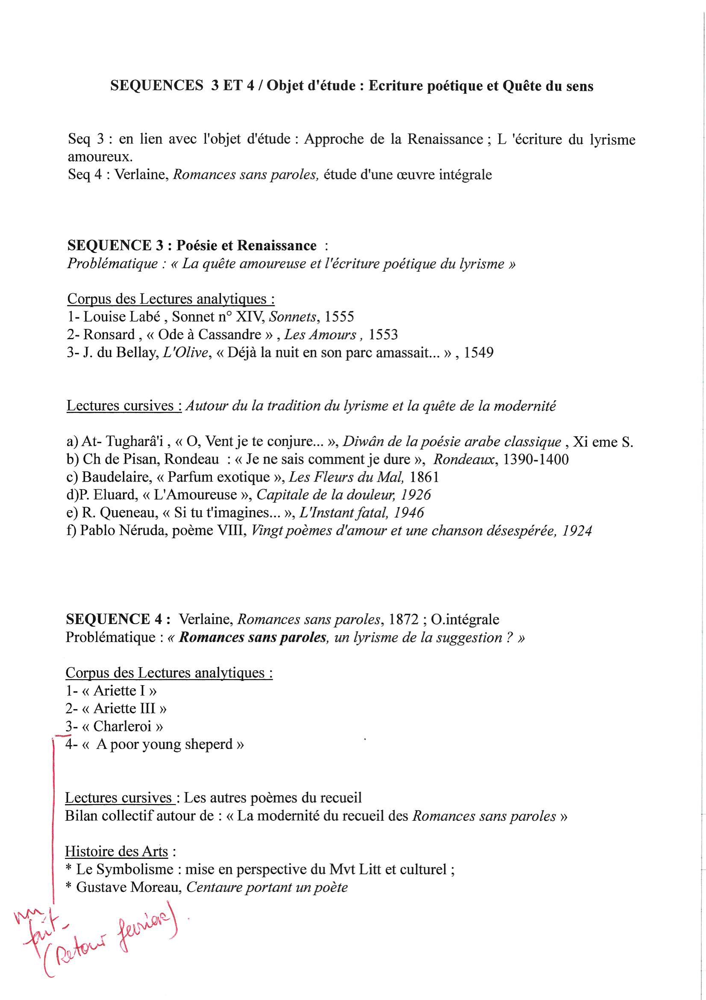 SEQUENCES 3 ET 4 / Objet d'étude : Ecriture poétique et Quête du sens
Seq 3 : en lien avec l'objet d'étude : Approche de la Renaissance ; L 'écriture du lyrisme
amoureux.
Seq 4 : Verlaine, Romances sans paroles, étude d'une œuvre intégrale
SEQUENCE 3 : Poésie et Renaissance :
Problématique : « La quête amoureuse et l'écriture poétique du lyrisme »
Corpus des Lectures analytiques :
1- Louise Labé , Sonnet n° XIV, Sonnets, 1555
2- Ronsard , « Ode à Cassandre » , Les Amours , 1553
3- J. du Bellay, L'Olive, « Déjà la nuit en son parc amassait... » , 1549
Lectures cursives : Autour du la tradition du lyrisme et la quête de la modernité
a) At- Tugharâ'i , « O, Vent je te conjure... », Diwân de la poésie arabe classique , Xi eme S.
b) Ch de Pisan, Rondeau : « Je ne sais comment je dure », Rondeaux, 1390-1400
c) Baudelaire, « Parfum exotique », Les Fleurs du Mal, 1861
d)P. Eluard, « L'Amoureuse », Capitale de la douleur, 1926
e) R. Queneau, « Si tu t'imagines... », L'Instant fatal, 1946
f) Pablo Néruda, poème VIII, Vingt poèmes d'amour et une chanson désespérée, 1924
SEQUENCE 4 : Verlaine, Romances sans paroles, 1872 ; O.intégrale
Problématique : « Romances sans paroles, un lyrisme de la suggestion ? »
Corpus des Lectures analytiques :
1- « Ariette I »
2- « Ariette III »
3- « Charleroi »
4- « A poor young sheperd »
Lectures cursives : Les autres poèmes du recueil
Bilan collectif autour de : « La modernité du recueil des Romances sans paroles »
Histoire des Arts :
* Le Symbolisme : mise en perspective du Mvt Litt et culturel ;
* Gustave Moreau, Centaure portant un poète
fait-
(Retour fevrier).